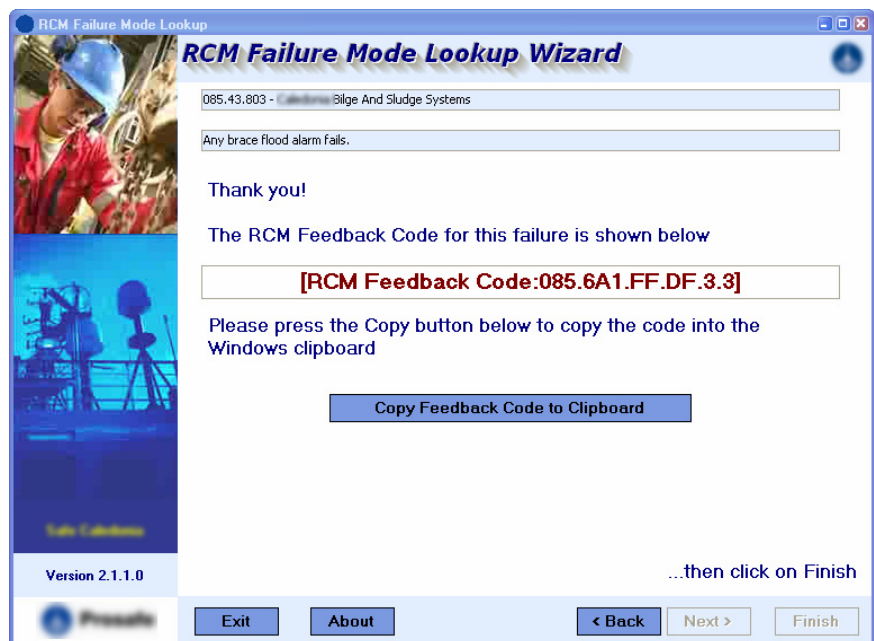 RCM Failure Mode Lookup
RCM Failure Mode Lookup Wizard
085.43.803 - Bilge And Sludge Systems
Any brace flood alarm fails.
Thank you!
The RCM Feedback Code for this failure is shown below
[RCM Feedback Code:085.6A1.FF.DF.3.3]
Please press the Copy button below to copy the code into the
Windows clipboard
Copy Feedback Code to Clipboard
...then click on Finish
Version 2.1.1.0
Exit
About
< Back
Next >
Finish